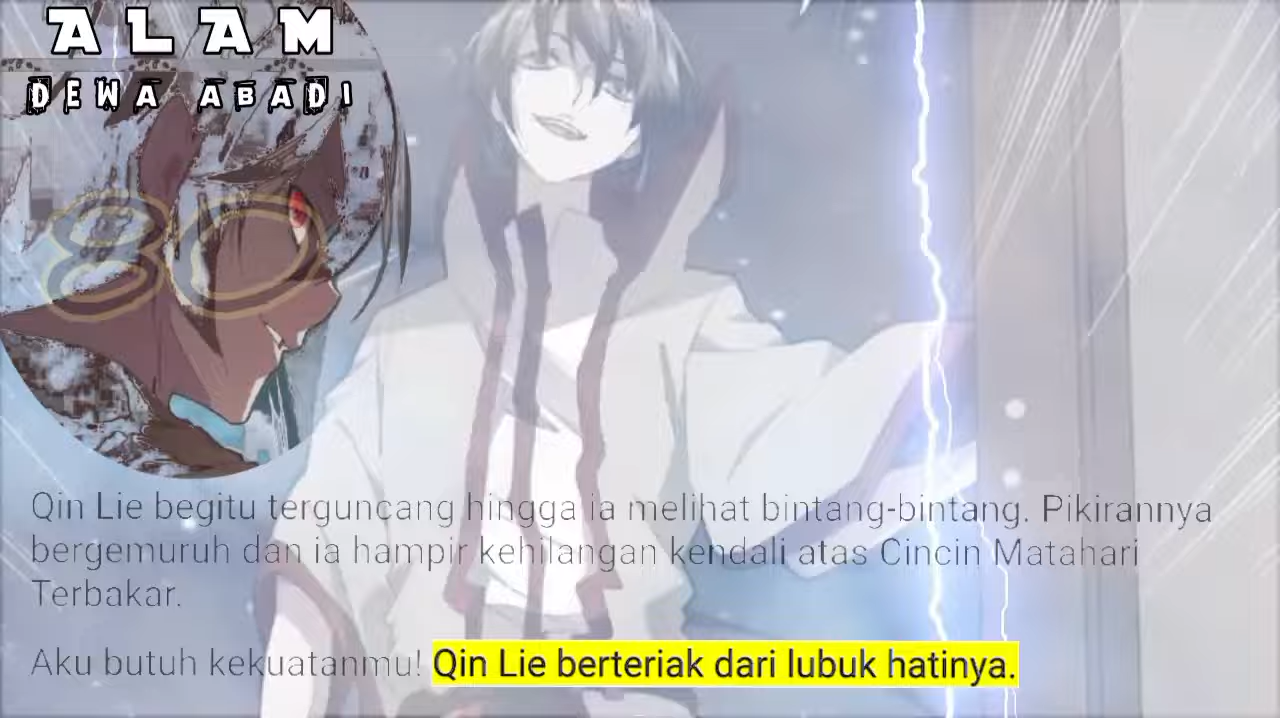 ALAM
DEWA ABADI
80
Qin Lie begitu terguncang hingga ia melihat bintang-bintang. Pikirannya
bergemuruh dan ia hampir kehilangan kendali atas Cincin Matahari
Terbakar.
Aku butuh kekuatanmu! Qin Lie berteriak dari lubuk hatinya.